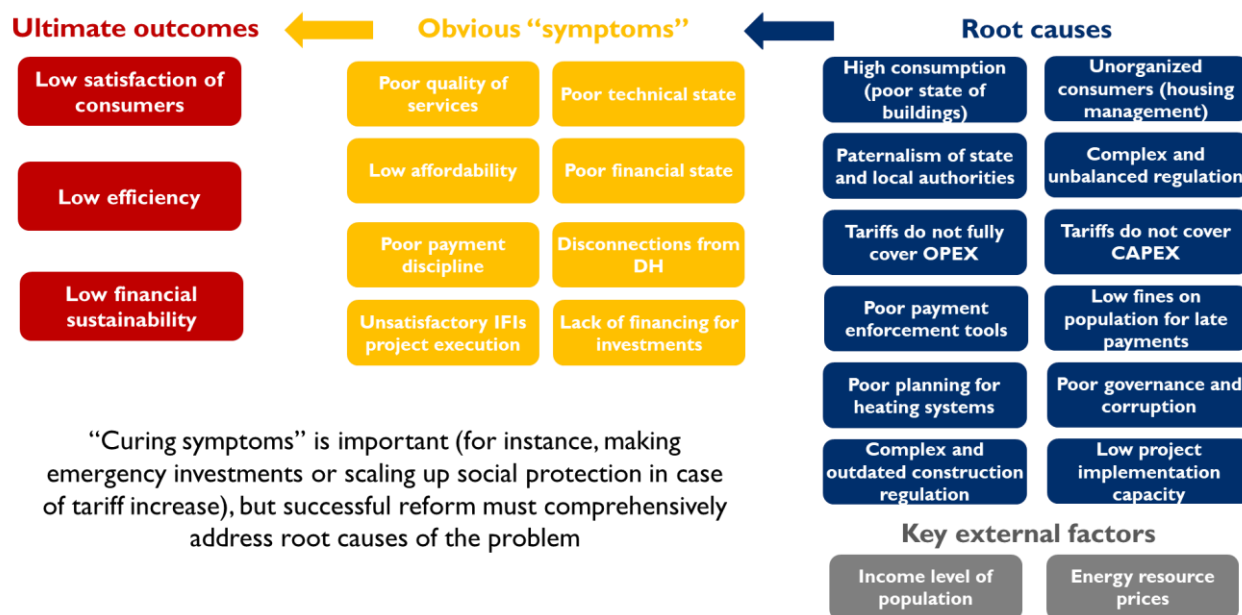 Ultimate outcomes
Low satisfaction of
consumers
Low efficiency
Low financial
sustainability
Obvious “symptoms”
Poor quality of
services
Poor technical state
Low affordability
Poor financial state
Poor payment
discipline
Disconnections from
DH
Unsatisfactory IFIs
project execution
Lack of financing for
investments
Root causes
High consumption
(poor state of
buildings)
Unorganized
consumers (housing
management)
Paternalism of state
and local authorities
Complex and
unbalanced regulation
Tariffs do not fully
cover OPEX
Tariffs do not cover
CAPEX
Poor payment
enforcement tools
Low fines on
population for late
payments
Poor planning for
heating systems
Poor governance and
corruption
Complex and
outdated construction
regulation
Low project
implementation
capacity
Key external factors
Income level of
population
Energy resource
prices
“Curing symptoms” is important (for instance, making
emergency investments or scaling up social protection in case
of tariff increase), but successful reform must comprehensively
address root causes of the problem